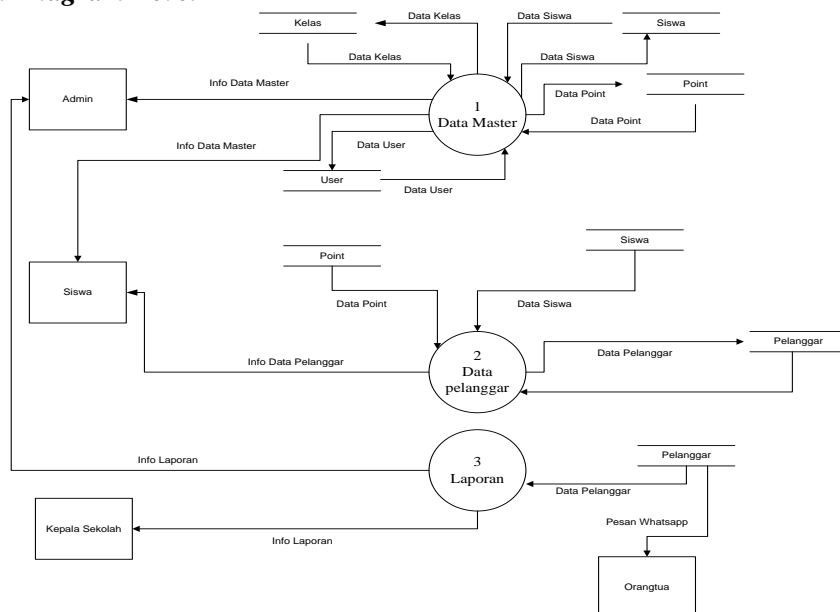 Kelas
Data Kelas
Data Siswa
Siswa
Data Kelas
Data Siswa
Admin
Info Data Master
1
Data Master
Data Point
Point
Data Point
Info Data Master
Data User
User
Data User
Siswa
Point
Siswa
Data Point
Data Siswa
Info Data Pelanggar
2
Data
pelanggar
Data Pelanggar
Pelanggar
Info Laporan
3
Laporan
Pelanggar
Data Pelanggar
Kepala Sekolah
Info Laporan
Pesan Whatsapp
Orangtua